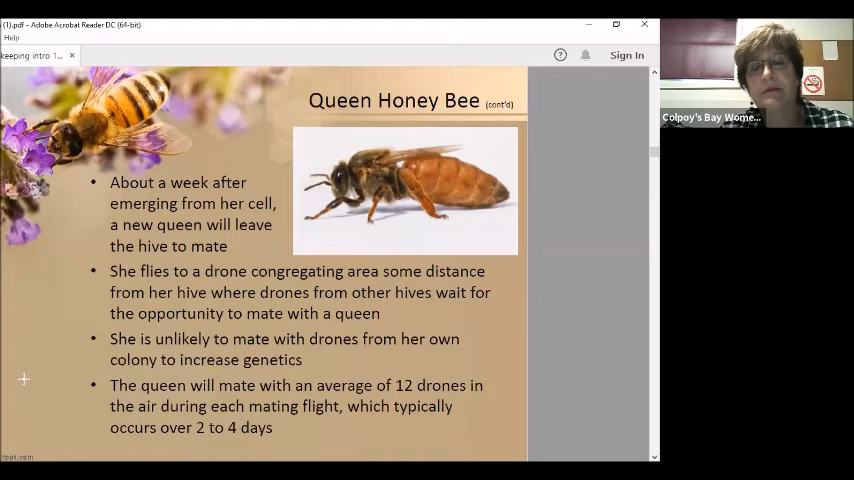 (1).pdf - Adobe Acrobat Reader DC (64-bit)
Help
keeping intro 1... ×
Sign In
Colpoy's Bay Wome...
Queen Honey Bee (cont'd)
• About a week after
emerging from her cell,
a new queen will leave
the hive to mate
• She flies to a drone congregating area some distance
from her hive where drones from other hives wait for
the opportunity to mate with a queen
• She is unlikely to mate with drones from her own
colony to increase genetics
• The queen will mate with an average of 12 drones in
the air during each mating flight, which typically
occurs over 2 to 4 days
fppt.com